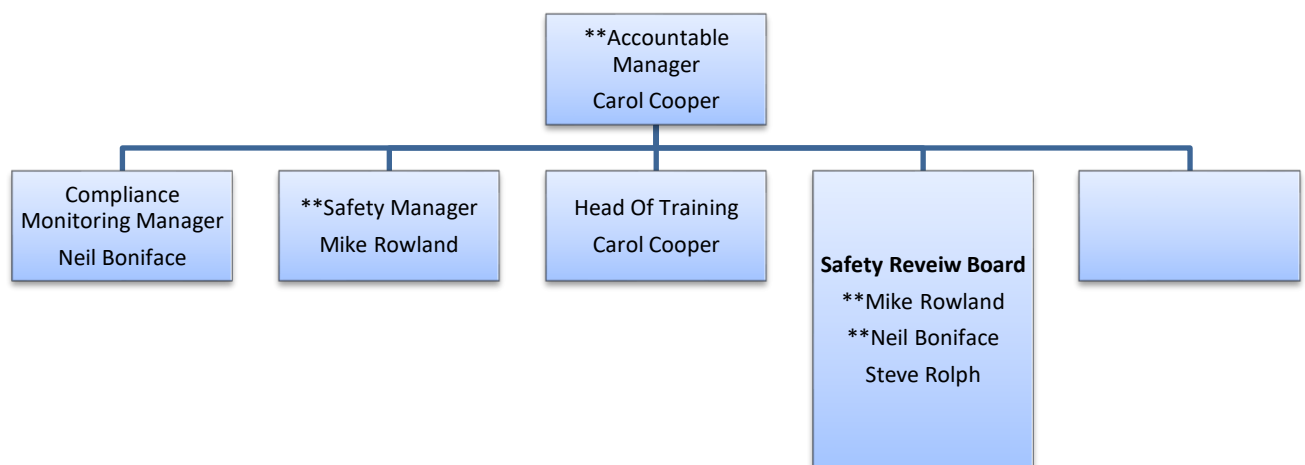 **Accountable
Manager
Carol Cooper
Compliance
Monitoring Manager
Neil Boniface
**Safety Manager
Mike Rowland
Head Of Training
Carol Cooper
Safety Reveiw Board
**Mike Rowland
**Neil Boniface
Steve Rolph